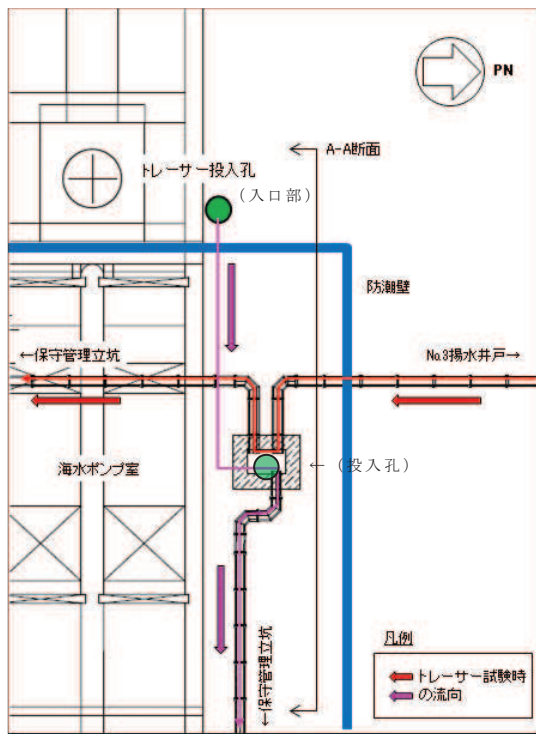 PN
A-A断面
トレーサー投入孔
(入口部)
防潮壁
←保守管理立坑
No.3揚水井戸→
海水ポンプ室
←(投入孔)
←保守管理立坑
凡例
トレーサー試験時
の流向